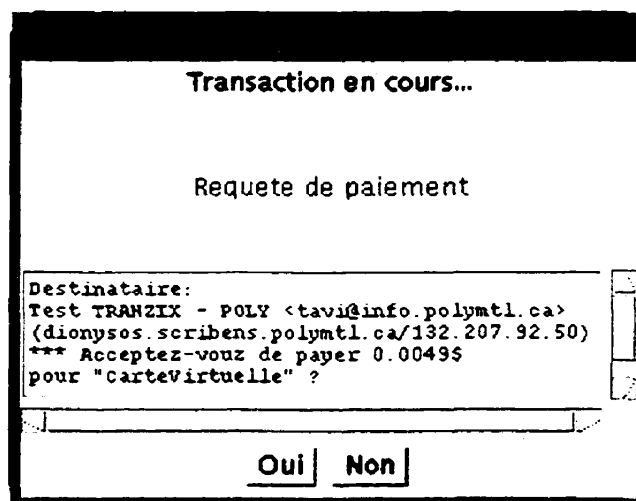 Transaction en cours...
Requete de paiement
Destinataire:
Test TRANZIX - POLY <tavi@info.polymtl.ca>
(dionysos.scribens.polymtl.ca/132.207.92.50)
*** Acceptez-vouz de payer 0.0049$
pour "CarteVirtuelle" ?
Oui Non